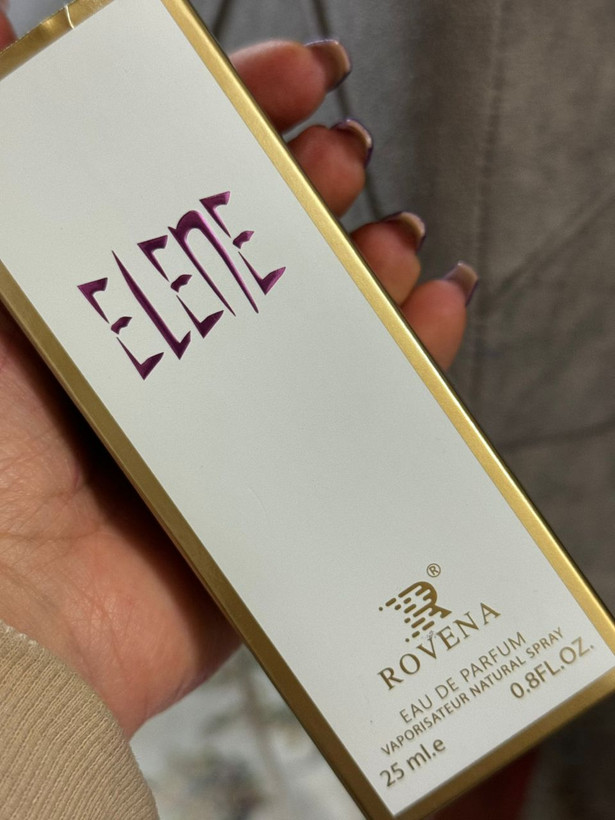 ELENE
R®
ROVENA
EAU DE PARFUM
VAPORISATEUR NATURAL SPRAY
25 ml.e 0.8FL.OZ.